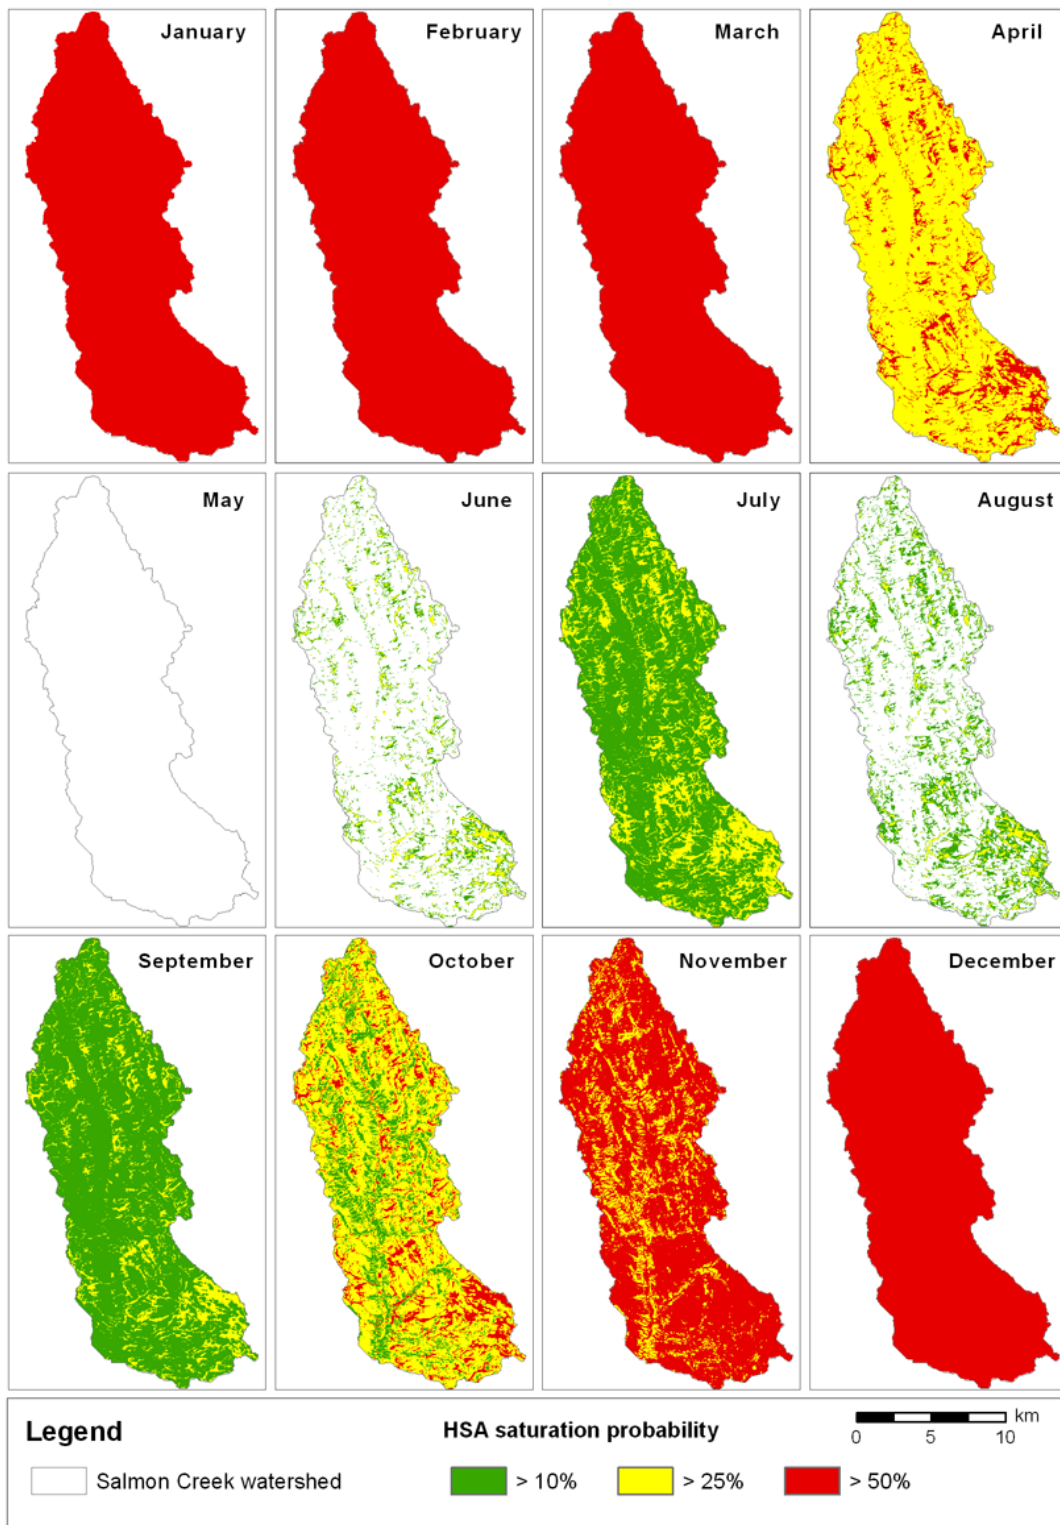 January
February
March
April
May
June
July
August
September
October
November
December
Legend
HSA saturation probability
km
0 5 10
Salmon Creek watershed
> 10%
> 25%
> 50%